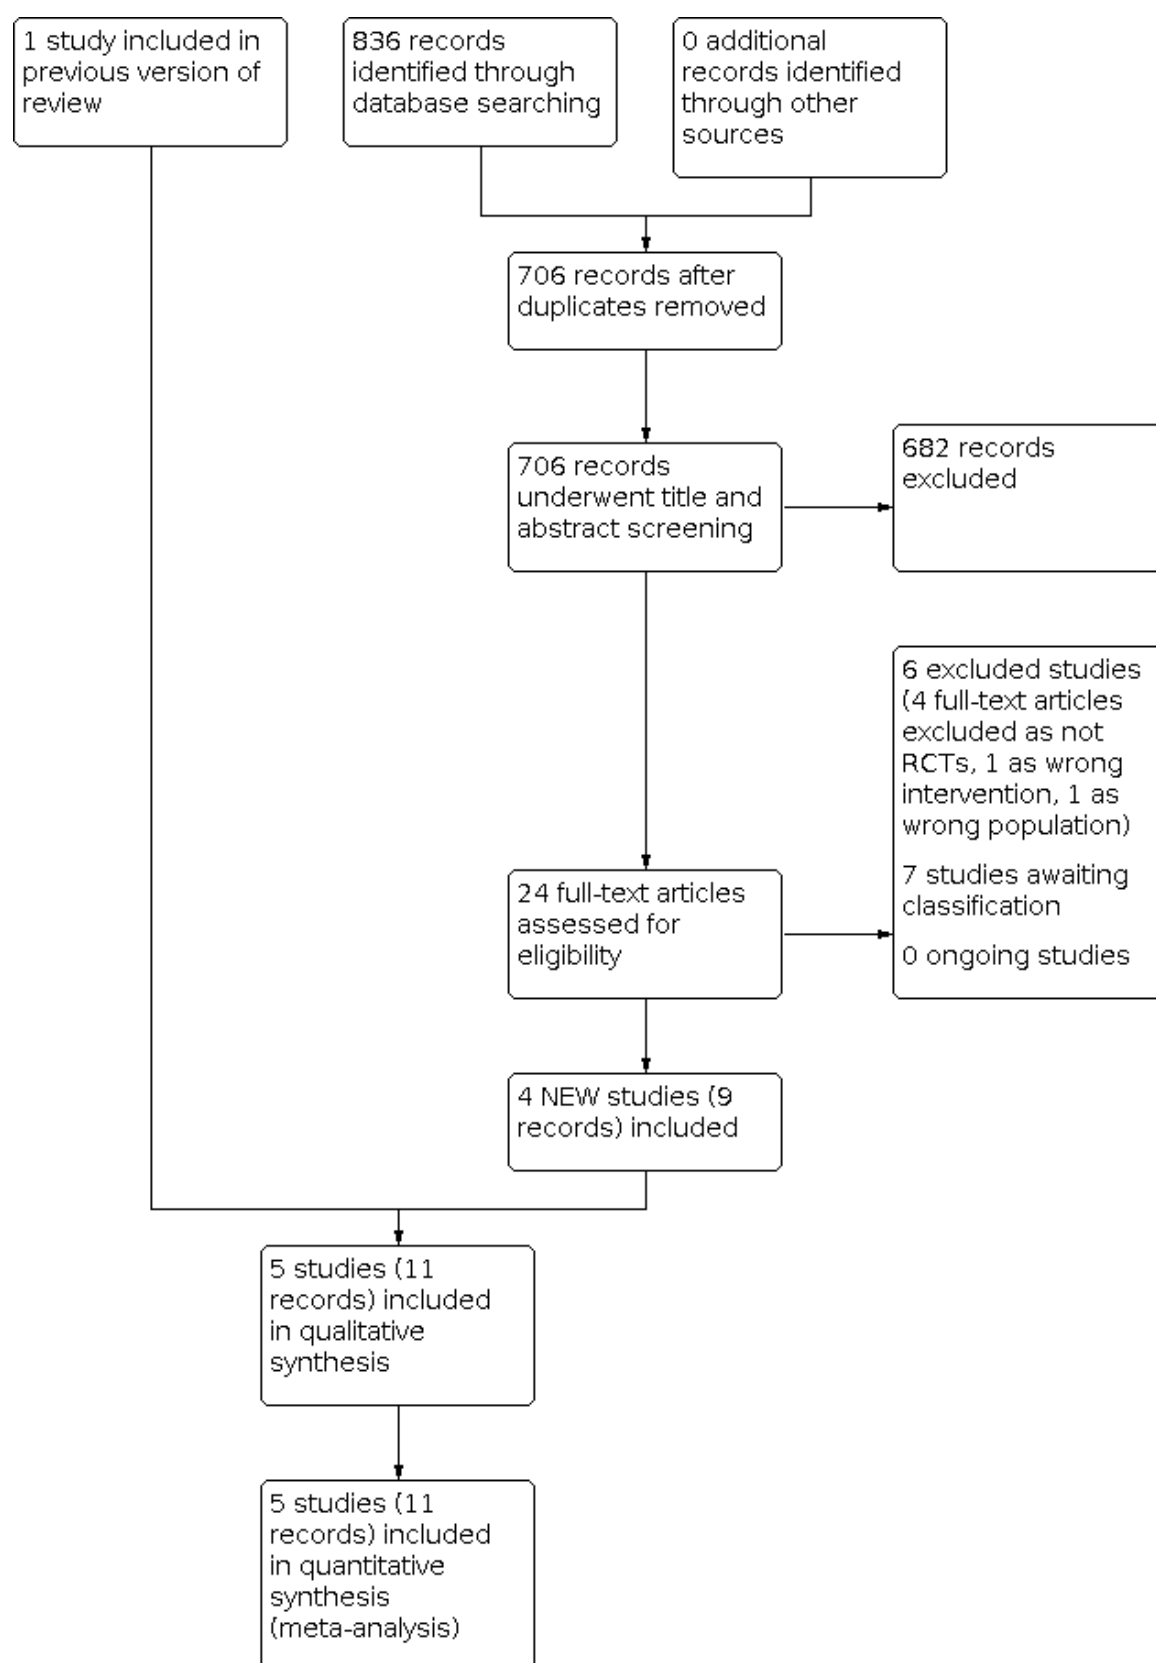 1 study included in
previous version of
review
836 records
identified through
database searching
0 additional
records identified
through other
sources
706 records after
duplicates removed
706 records
underwent title and
abstract screening
682 records
excluded
24 full-text articles
assessed for
eligibility
6 excluded studies
(4 full-text articles
excluded as not
RCTs, 1 as wrong
intervention, 1 as
wrong population)
7 studies awaiting
classification
0 ongoing studies
4 NEW studies (9
records) included
5 studies (11
records) included
in qualitative
synthesis
5 studies (11
records) included
in quantitative
synthesis
(meta-analysis)